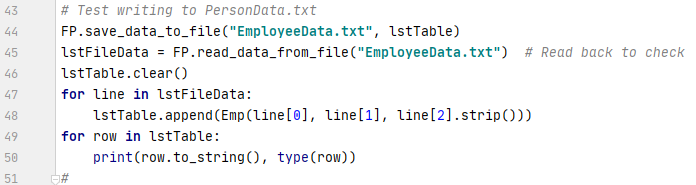 43 # Test writing to PersonData.txt
44 FP.save_data_to_file("EmployeeData.txt", lstTable)
45 lstFileData = FP.read_data_from_file("EmployeeData.txt")  # Read back to check
46 lstTable.clear()
47 for line in lstFileData:
48     lstTable.append(Emp(line[0], line[1], line[2].strip()))
49 for row in lstTable:
50     print(row.to_string(), type(row))
51 #